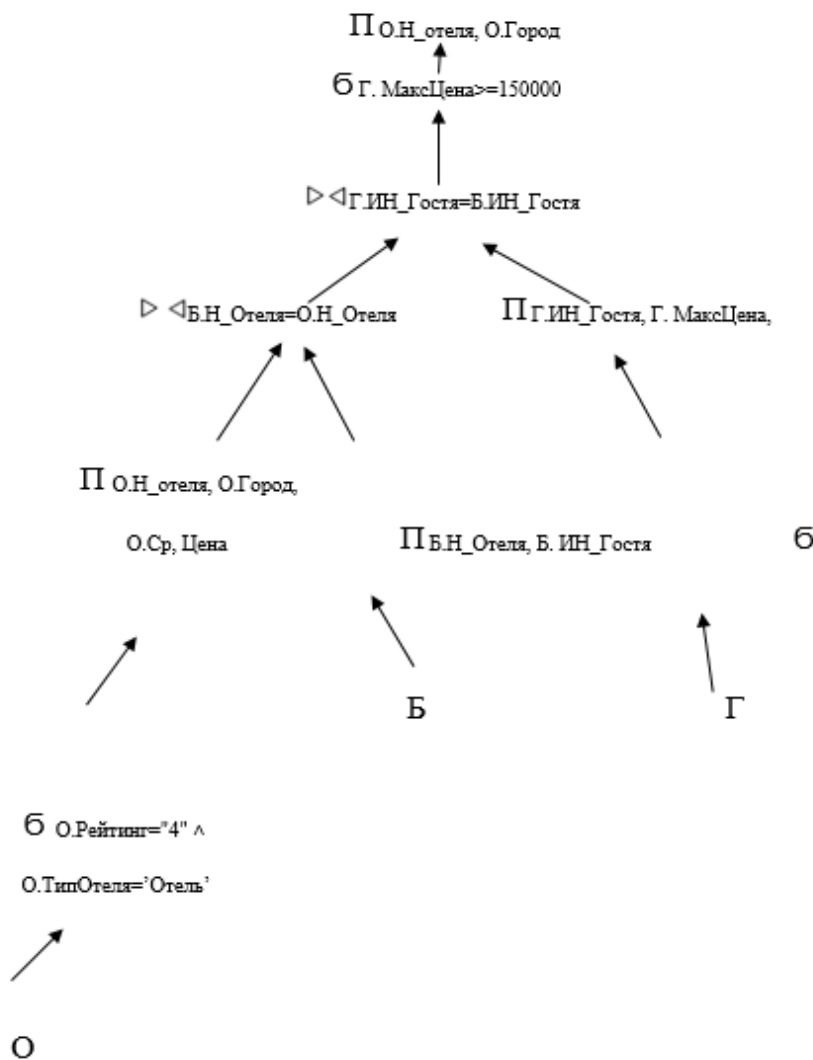 П О.Н_отеля, О.Город
б Г. МаксЦена>=150000
▷◁Г.ИН_Гостя=Б.ИН_Гостя
▷ ◁Б.Н_Отеля=О.Н_Отеля
П Г.ИН_Гостя, Г. МаксЦена,
П О.Н_отеля, О.Город,
О.Ср, Цена
П Б.Н_Отеля, Б. ИН_Гостя
б
Б
Г
б О.Рейтинг="4" ^
О.ТипОтеля=’Отель’
О